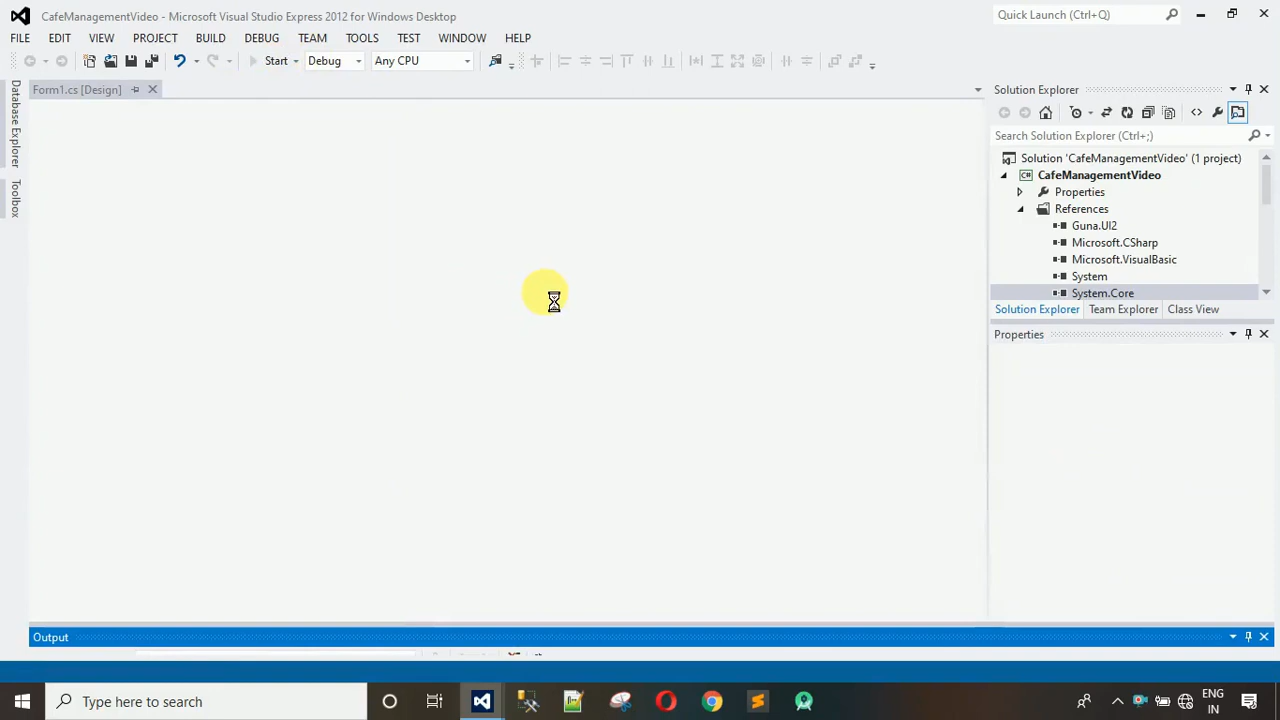 CafeManagementVideo - Microsoft Visual Studio Express 2012 for Windows Desktop
Quick Launch (Ctrl+Q)
FILE EDIT VIEW PROJECT BUILD DEBUG TEAM TOOLS TEST WINDOW HELP
Start Debug Any CPU
Form1.cs [Design]
Database Explorer
Toolbox
Solution Explorer
Search Solution Explorer (Ctrl+;)
Solution 'CafeManagementVideo' (1 project)
CafeManagementVideo
Properties
References
Guna.UI2
Microsoft.CSharp
Microsoft.VisualBasic
System
System.Core
Solution Explorer Team Explorer Class View
Properties
Output
Type here to search
ENG
IN